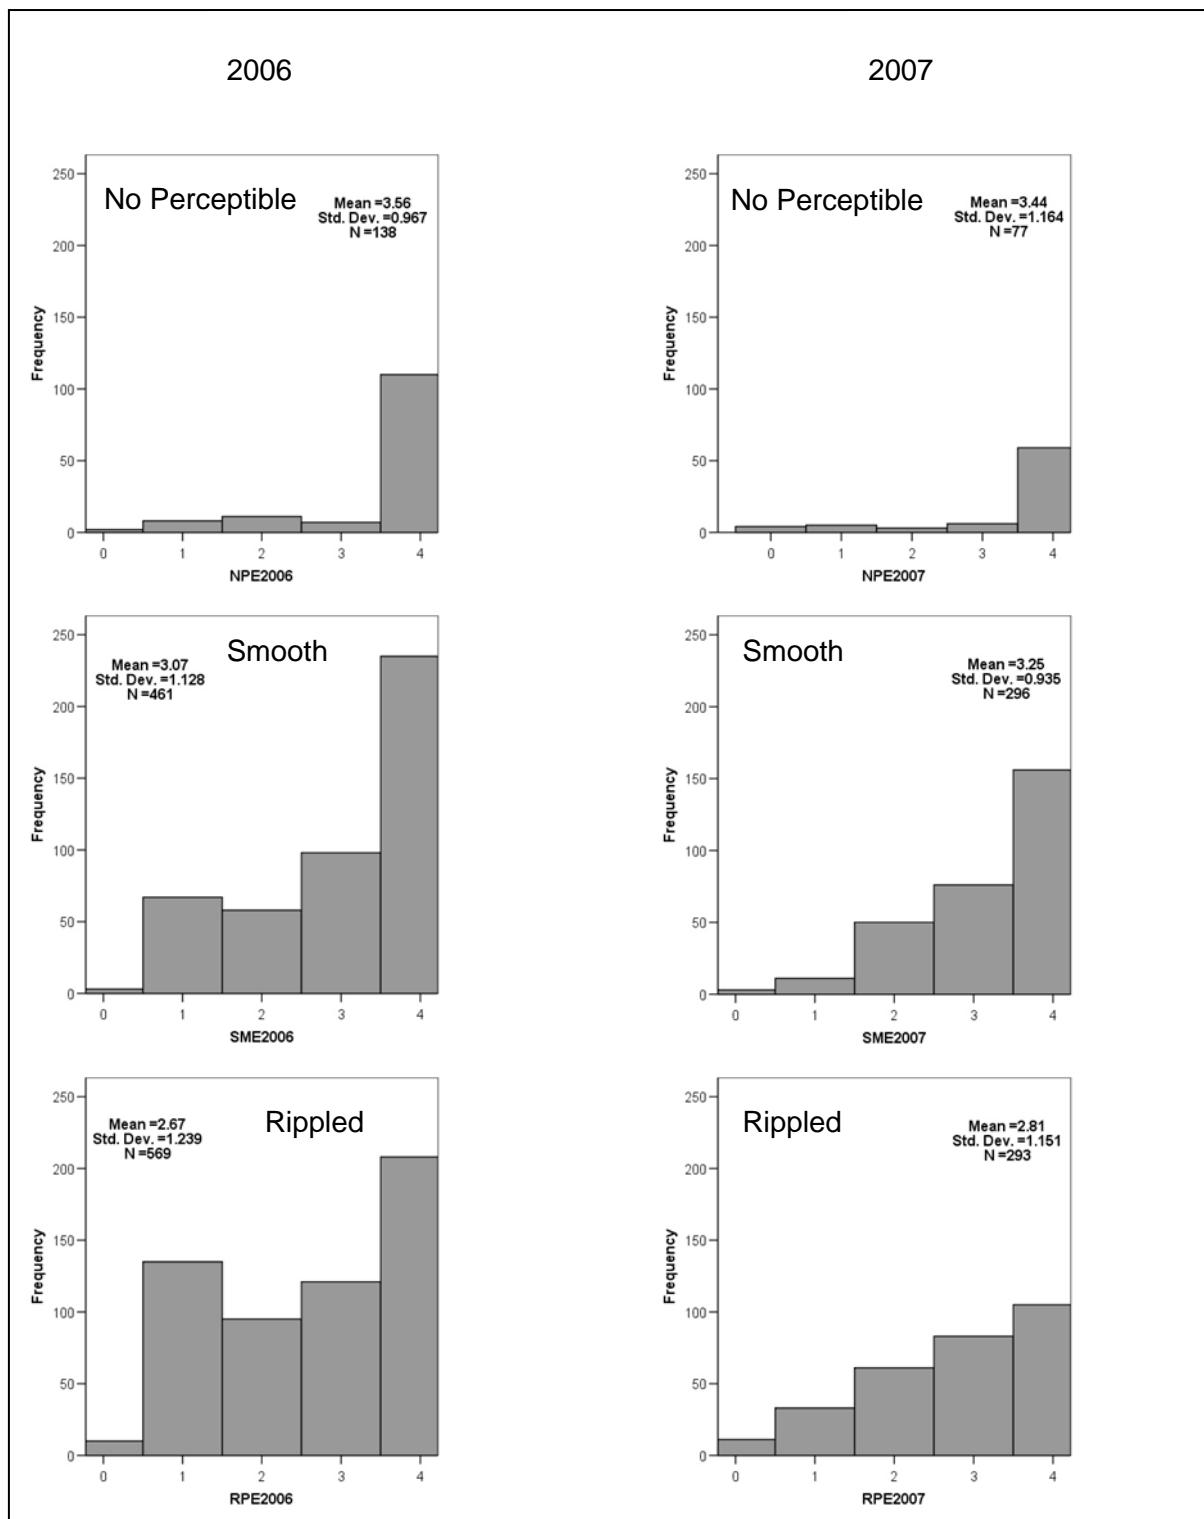 2006
2007
No Perceptible
Mean =3.56
Std. Dev. =0.967
N =138
250
200
150
100
50
0
Frequency
0 1 2 3 4
NPE2006
No Perceptible
Mean =3.44
Std. Dev. =1.164
N =77
250
200
150
100
50
0
Frequency
0 1 2 3 4
NPE2007
Smooth
Mean =3.07
Std. Dev. =1.128
N =461
250
200
150
100
50
0
Frequency
0 1 2 3 4
SME2006
Smooth
Mean =3.25
Std. Dev. =0.935
N =296
250
200
150
100
50
0
Frequency
0 1 2 3 4
SME2007
Rippled
Mean =2.67
Std. Dev. =1.239
N =569
250
200
150
100
50
0
Frequency
0 1 2 3 4
RPE2006
Rippled
Mean =2.81
Std. Dev. =1.151
N =293
250
200
150
100
50
0
Frequency
0 1 2 3 4
RPE2007